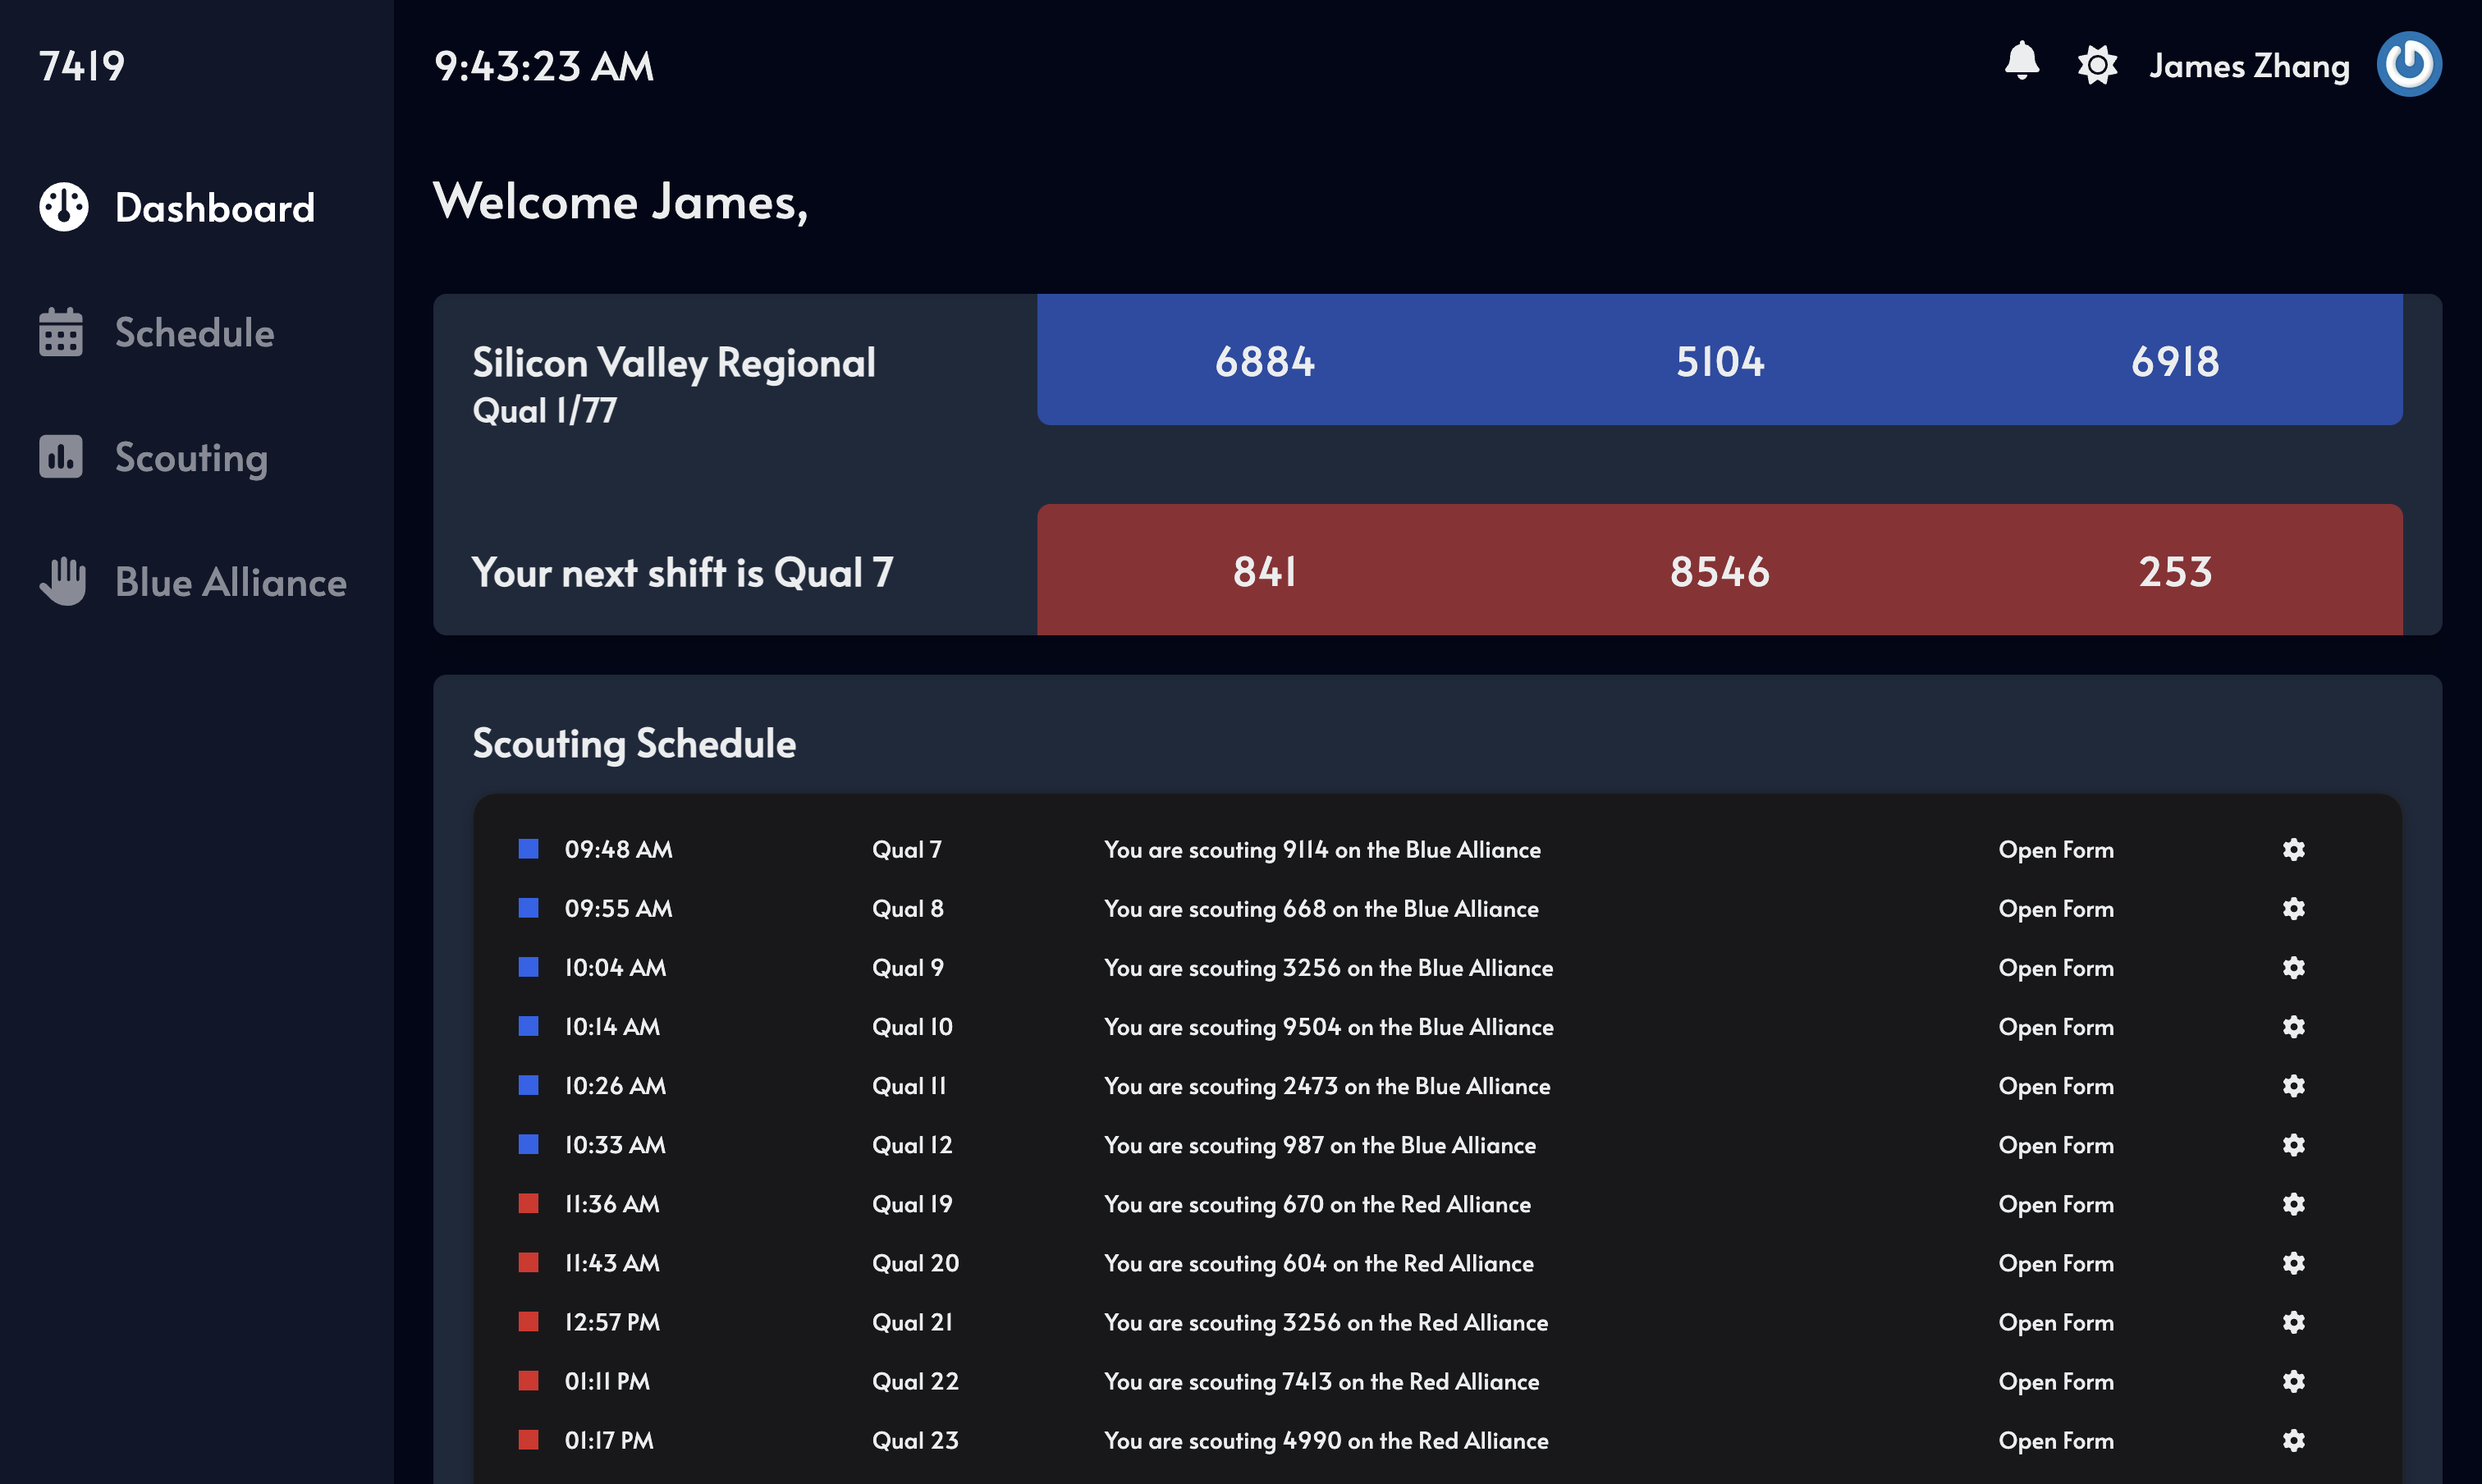 7419
9:43:23 AM
James Zhang
Dashboard
Schedule
Scouting
Blue Alliance
Welcome James,
Silicon Valley Regional
Qual 1/77
6884 5104 6918
Your next shift is Qual 7
841 8546 253
Scouting Schedule
09:48 AM Qual 7 You are scouting 9114 on the Blue Alliance Open Form
09:55 AM Qual 8 You are scouting 668 on the Blue Alliance Open Form
10:04 AM Qual 9 You are scouting 3256 on the Blue Alliance Open Form
10:14 AM Qual 10 You are scouting 9504 on the Blue Alliance Open Form
10:26 AM Qual 11 You are scouting 2473 on the Blue Alliance Open Form
10:33 AM Qual 12 You are scouting 987 on the Blue Alliance Open Form
11:36 AM Qual 19 You are scouting 670 on the Red Alliance Open Form
11:43 AM Qual 20 You are scouting 604 on the Red Alliance Open Form
12:57 PM Qual 21 You are scouting 3256 on the Red Alliance Open Form
01:11 PM Qual 22 You are scouting 7413 on the Red Alliance Open Form
01:17 PM Qual 23 You are scouting 4990 on the Red Alliance Open Form